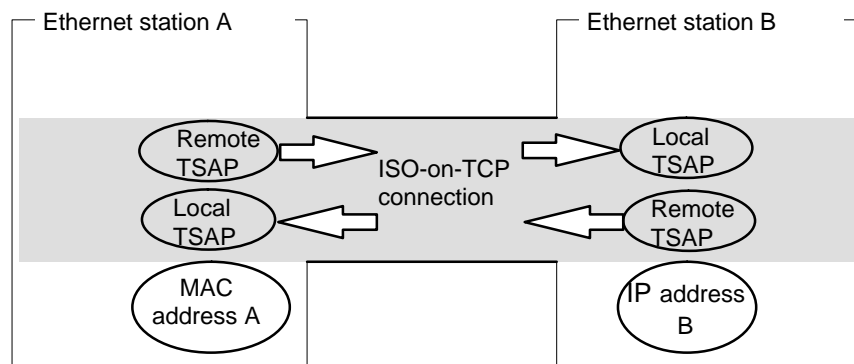 Ethernet station A
Ethernet station B
Remote
TSAP
Local
TSAP
ISO-on-TCP
connection
Local
TSAP
Remote
TSAP
MAC
address A
IP address
B